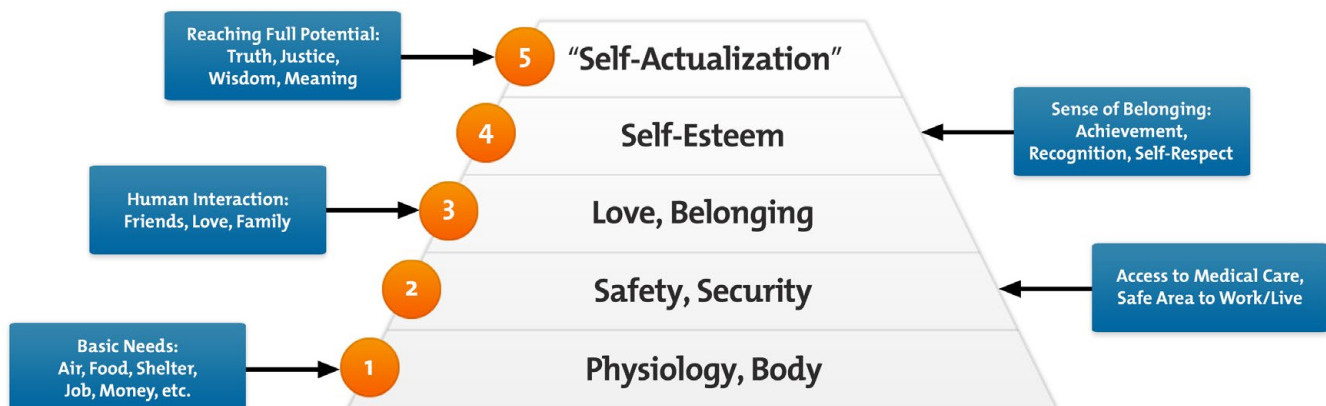 Reaching Full Potential:
Truth, Justice,
Wisdom, Meaning
5
“Self-Actualization”
4
Self-Esteem
Sense of Belonging:
Achievement,
Recognition, Self-Respect
Human Interaction:
Friends, Love, Family
3
Love, Belonging
2
Safety, Security
Access to Medical Care,
Safe Area to Work/Live
Basic Needs:
Air, Food, Shelter,
Job, Money, etc.
1
Physiology, Body